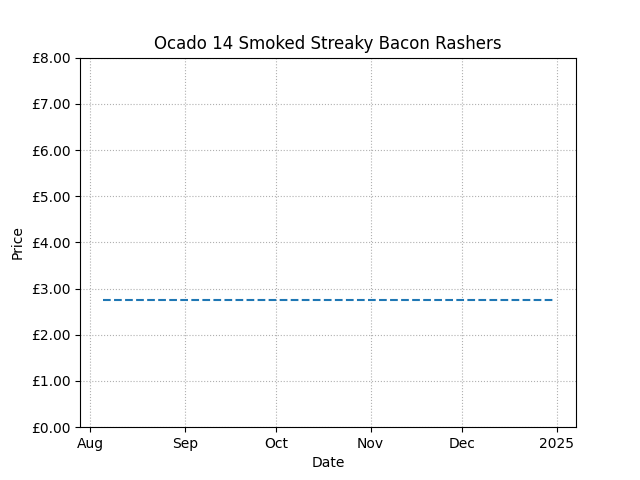 Ocado 14 Smoked Streaky Bacon Rashers
£8.00
£7.00
£6.00
£5.00
£4.00
£3.00
£2.00
£1.00
£0.00
Price
Aug Sep Oct Nov Dec 2025
Date